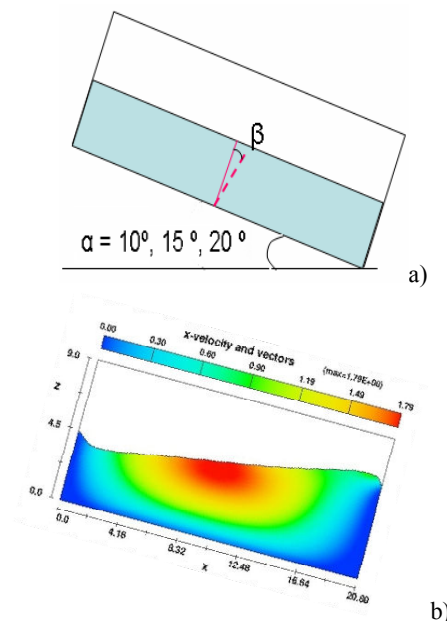 β
α = 10º, 15 º, 20 º
a)
x-velocity and vectors
(max=1.79E+00)
0.00 0.30 0.60 0.90 1.19 1.49 1.79
9.0
z
4.5
0.0
0.0 4.16 8.32 12.48 16.64 20.80
x
b)